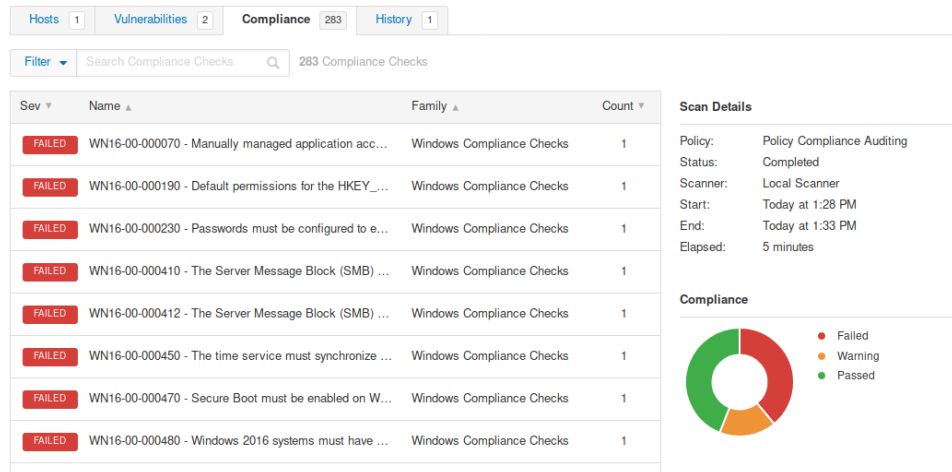 Hosts 1 Vulnerabilities 2 Compliance 283 History 1
Filter Search Compliance Checks 283 Compliance Checks
Sev Name Family Count
FAILED WN16-00-000070 - Manually managed application acc... Windows Compliance Checks 1
FAILED WN16-00-000190 - Default permissions for the HKEY_... Windows Compliance Checks 1
FAILED WN16-00-000230 - Passwords must be configured to e... Windows Compliance Checks 1
FAILED WN16-00-000410 - The Server Message Block (SMB) ... Windows Compliance Checks 1
FAILED WN16-00-000412 - The Server Message Block (SMB) ... Windows Compliance Checks 1
FAILED WN16-00-000450 - The time service must synchronize ... Windows Compliance Checks 1
FAILED WN16-00-000470 - Secure Boot must be enabled on W... Windows Compliance Checks 1
FAILED WN16-00-000480 - Windows 2016 systems must have ... Windows Compliance Checks 1
Scan Details
Policy: Policy Compliance Auditing
Status: Completed
Scanner: Local Scanner
Start: Today at 1:28 PM
End: Today at 1:33 PM
Elapsed: 5 minutes
Compliance
Failed
Warning
Passed